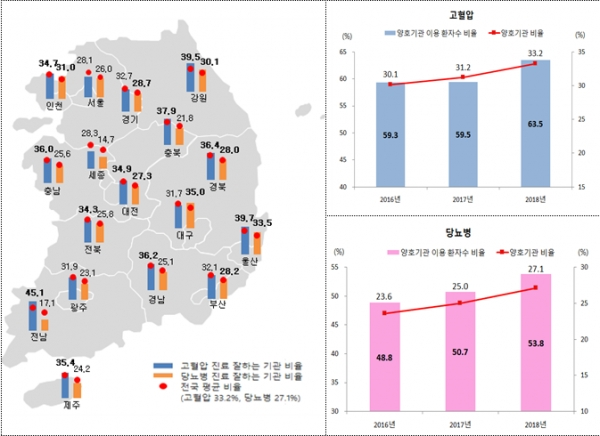 34.7 31.0
인천
28.1 26.0
서울
32.7 28.7
경기
39.5 30.1
강원
37.9 21.8
충북
36.0 25.6
충남
28.3 14.7
세종
34.9 27.3
대전
36.4 28.0
경북
31.7 35.0
대구
34.3 25.8
전북
39.7 33.5
울산
36.2 25.1
경남
32.1 28.2
부산
31.9 23.1
광주
45.1 17.1
전남
35.4 24.2
제주
고혈압 진료 잘하는 기관 비율
당뇨병 진료 잘하는 기관 비율
전국 평균 비율
(고혈압 33.2%, 당뇨병 27.1%)
고혈압
(%) 양호기관 이용 환자수 비율 양호기관 비율 (%)
65 60 55 50 45 40
30.1 31.2 33.2
59.3 59.5 63.5
35 30 25 20 15
2016년 2017년 2018년
당뇨병
(%) 양호기관 이용 환자수 비율 양호기관 비율 (%)
55 50 45 40 35 30
23.6 25.0 27.1
48.8 50.7 53.8
30 25 20 15 10
2016년 2017년 2018년